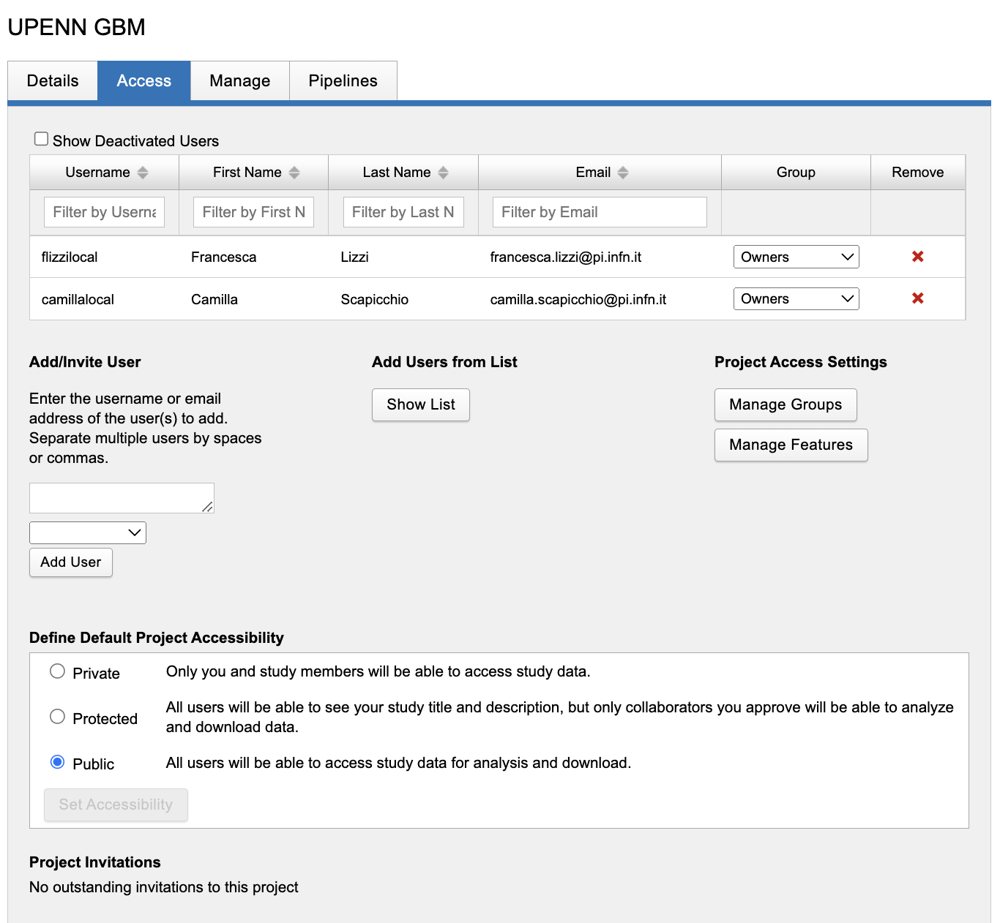 UPENN GBM
Details Access Manage Pipelines
Show Deactivated Users
Username First Name Last Name Email Group Remove
Filter by Userna Filter by First N Filter by Last N Filter by Email
flizzilocal Francesca Lizzi francesca.lizzi@pi.infn.it Owners
camillalocal Camilla Scapicchio camilla.scapicchio@pi.infn.it Owners
Add/Invite User
Enter the username or email
address of the user(s) to add.
Separate multiple users by spaces
or commas.
Add User
Add Users from List
Show List
Project Access Settings
Manage Groups
Manage Features
Define Default Project Accessibility
Private Only you and study members will be able to access study data.
Protected All users will be able to see your study title and description, but only collaborators you approve will be able to analyze
and download data.
Public All users will be able to access study data for analysis and download.
Set Accessibility
Project Invitations
No outstanding invitations to this project